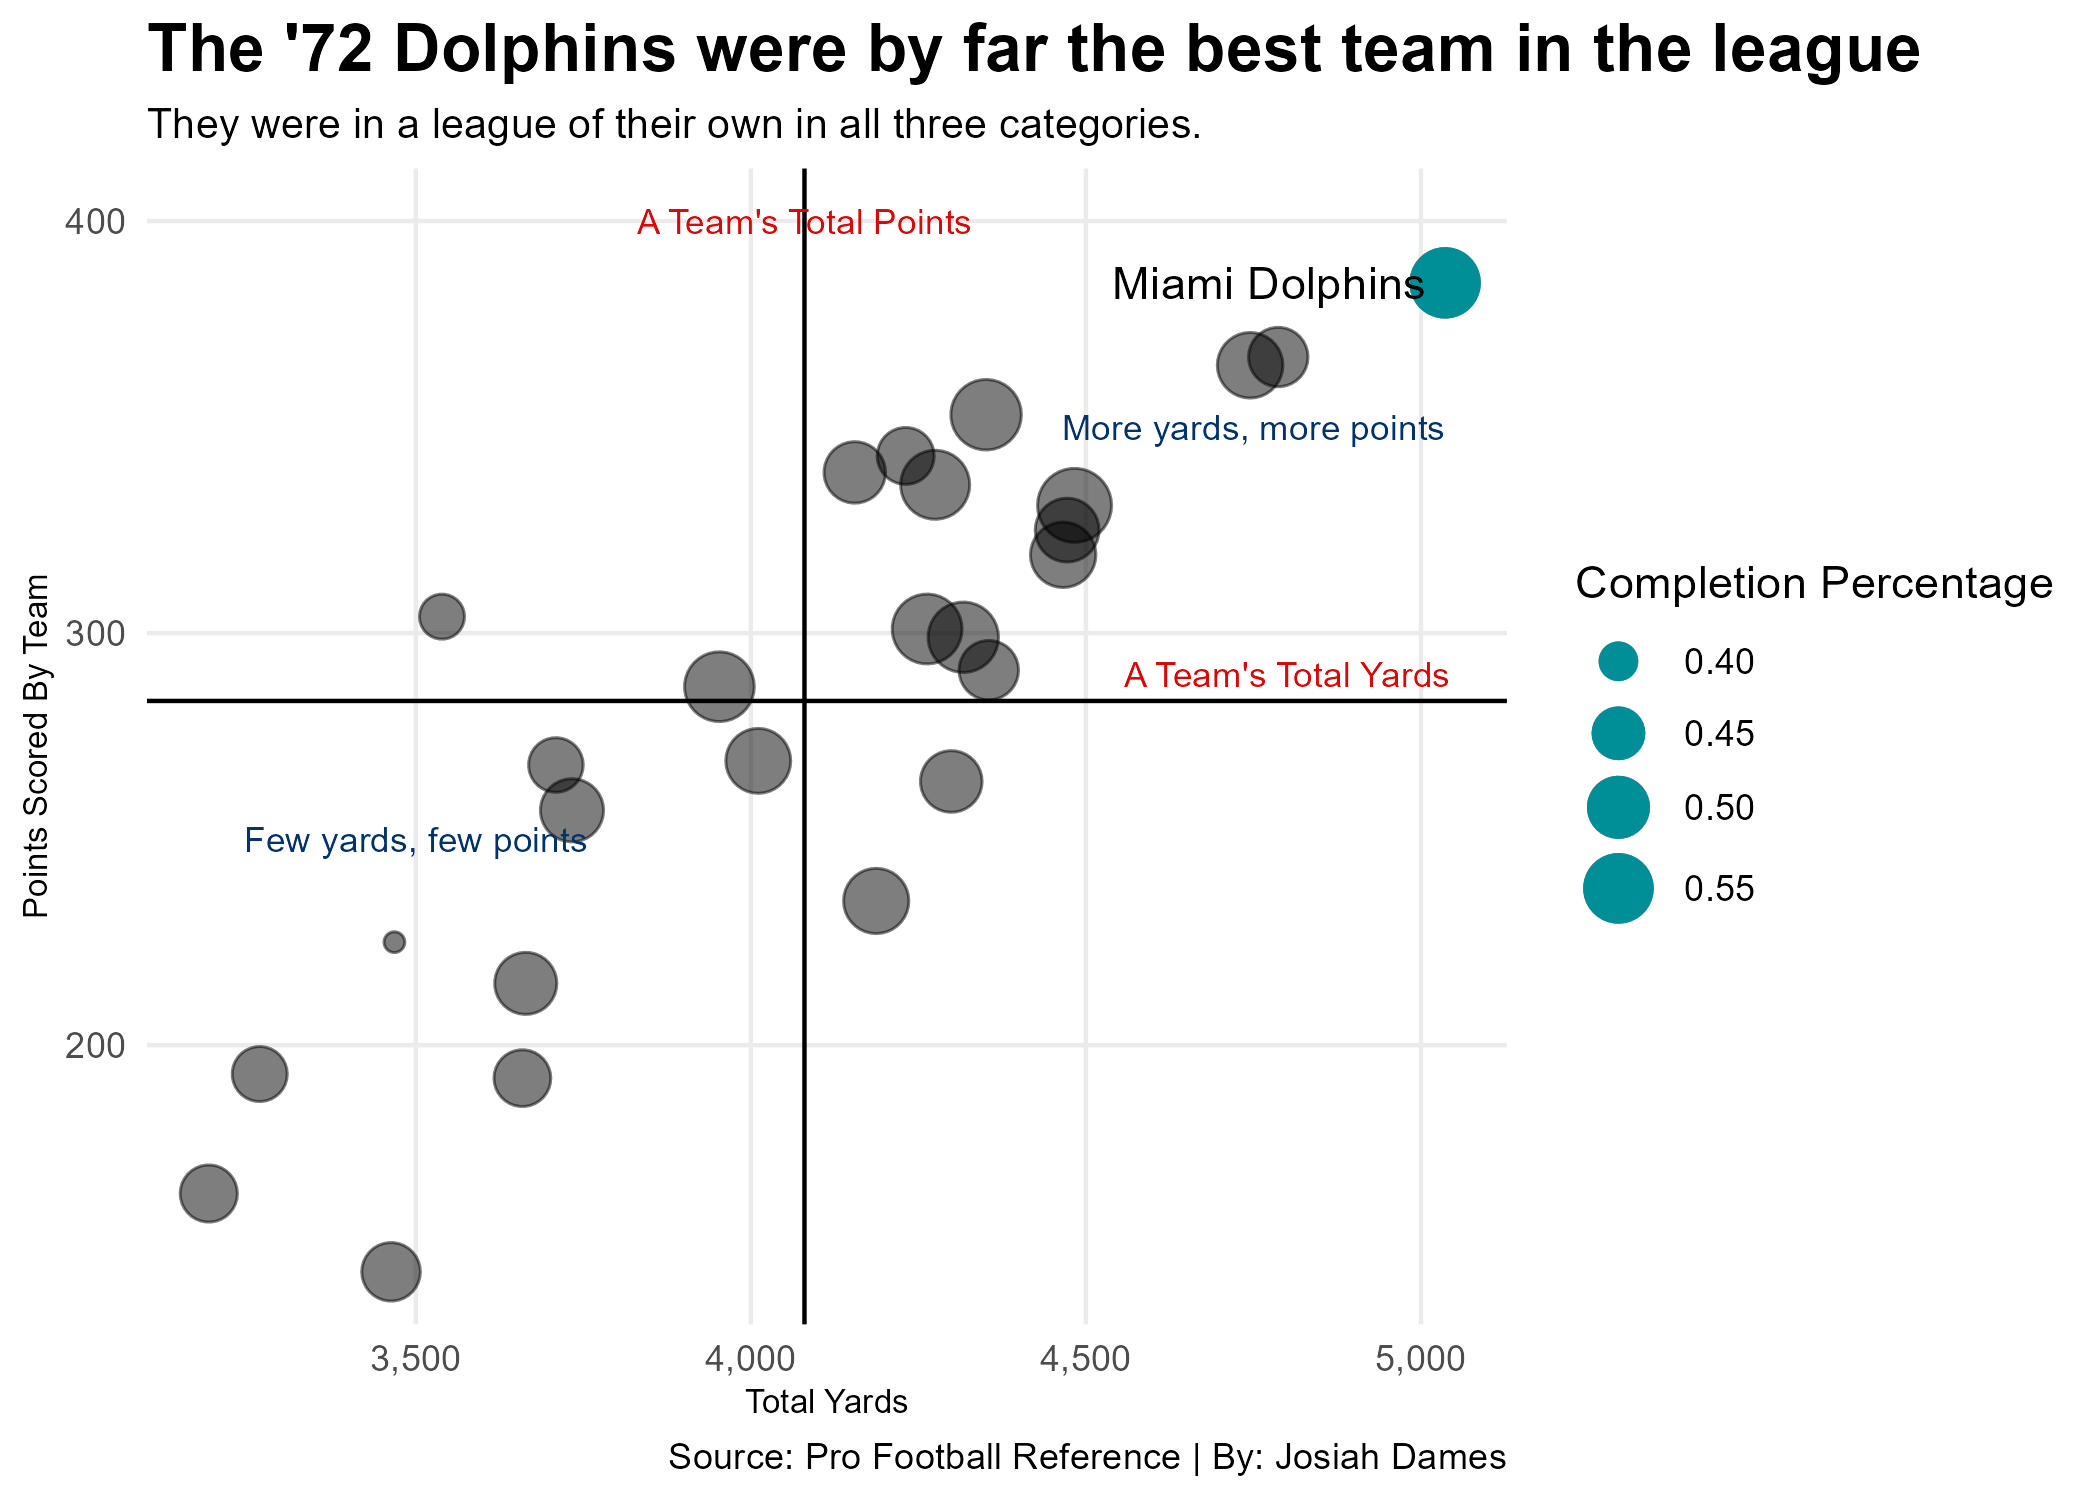 The '72 Dolphins were by far the best team in the league
They were in a league of their own in all three categories.
400
A Team's Total Points
Miami Dolphins
More yards, more points
300
A Team's Total Yards
Few yards, few points
200
Points Scored By Team
3,500
4,000
4,500
5,000
Total Yards
Completion Percentage
0.40
0.45
0.50
0.55
Source: Pro Football Reference | By: Josiah Dames